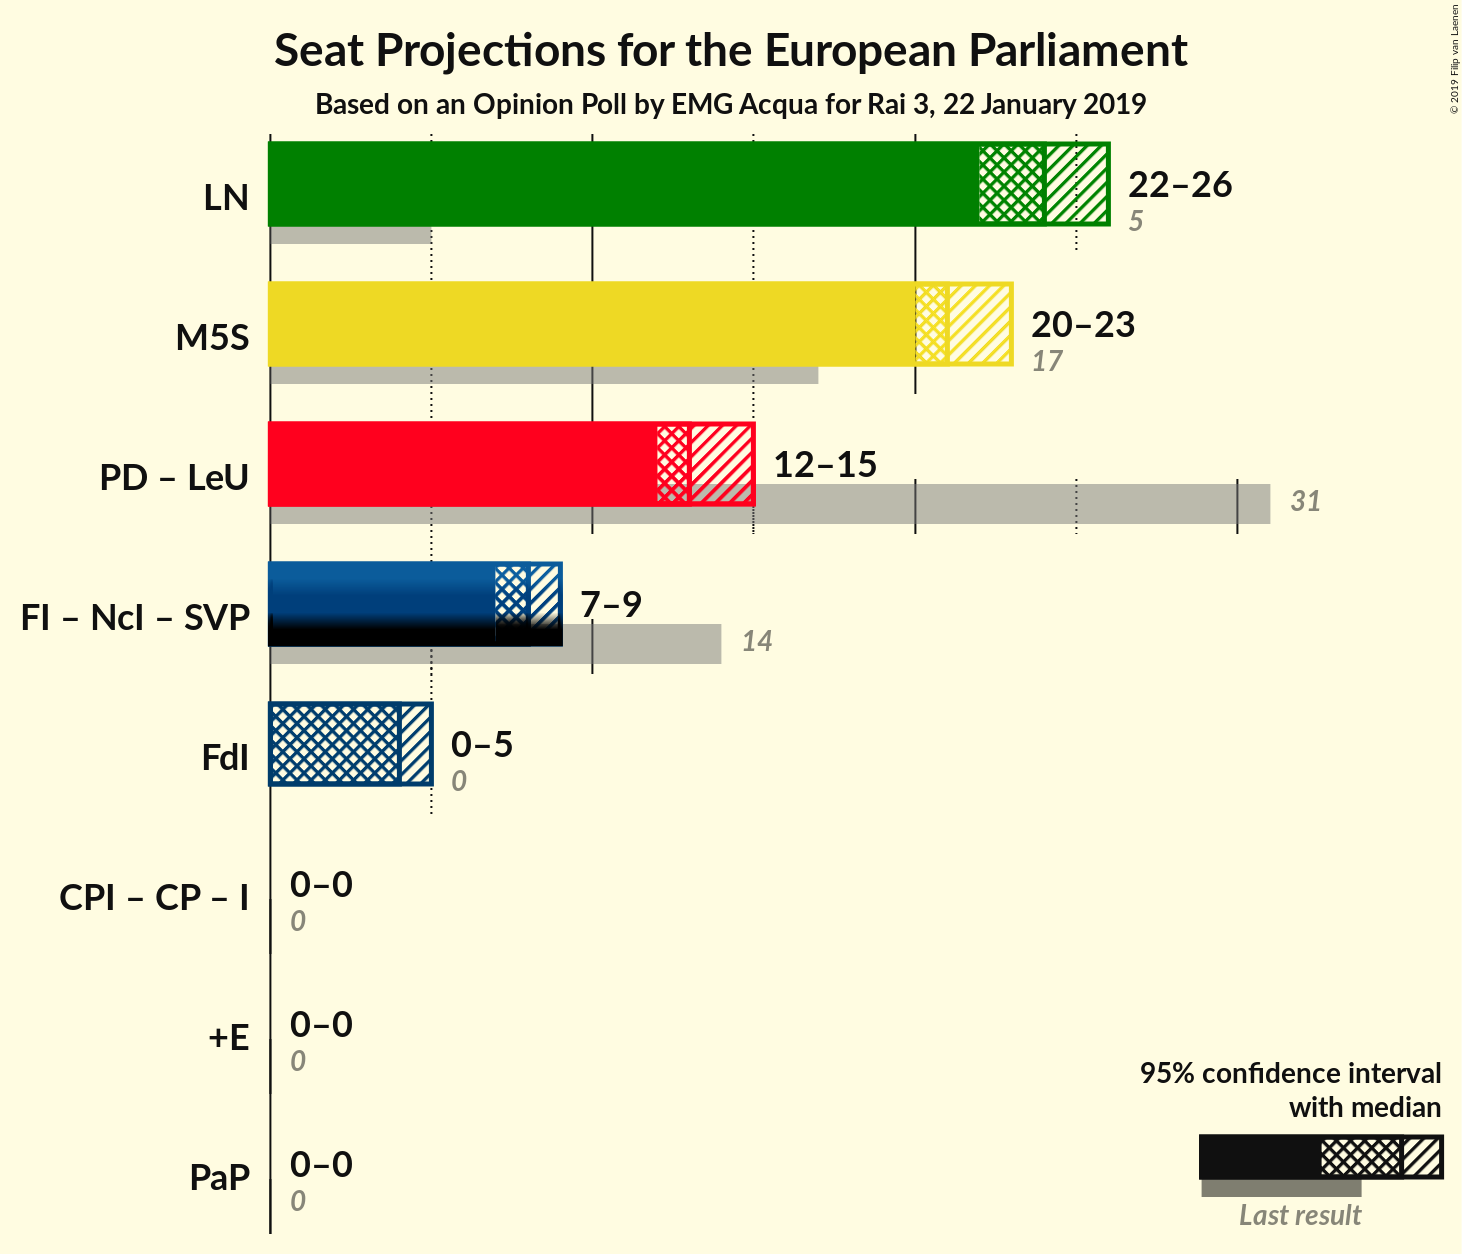 Seat Projections for the European Parliament
Based on an Opinion Poll by EMG Acqua for Rai 3, 22 January 2019
© 2019 Filip van Laenen
LN
22–26
5
M5S
20–23
17
PD – LeU
12–15
31
FI – NcI – SVP
7–9
14
FdI
0–5
0
CPI – CP – I
0–0
0
+E
0–0
0
PaP
0–0
0
95% confidence interval
with median
Last result